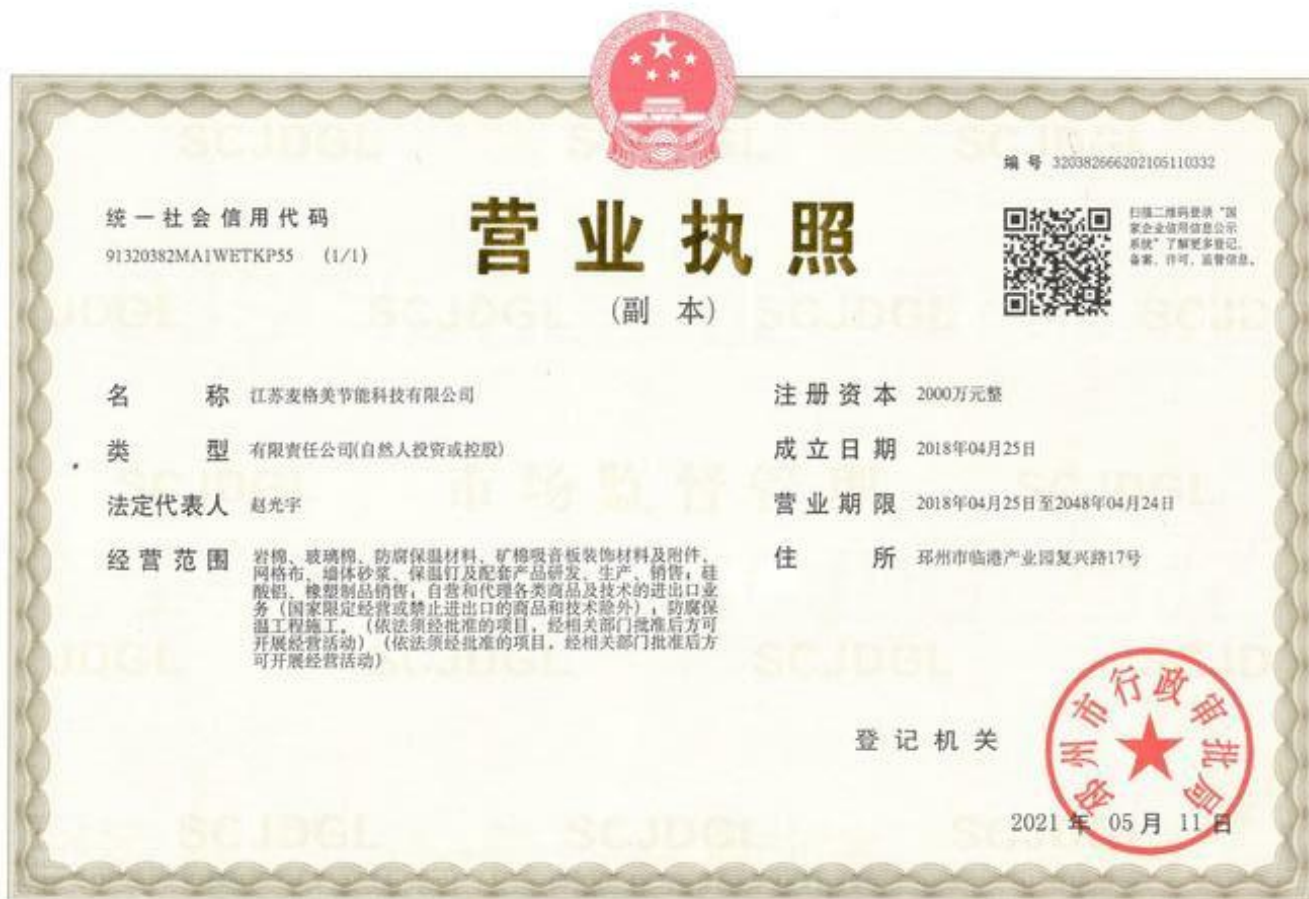 编号 320382666202105110332
统一社会信用代码
91320382MA1WETKP55 (1/1)
营业执照
(副 本)
扫描二维码登录“国
家企业信用信息公示
系统”了解更多登记、
备案、许可、监管信息。
名称 江苏麦格美节能科技有限公司
类型 有限责任公司(自然人投资或控股)
法定代表人 赵光宇
经营范围 岩棉、玻璃棉、防腐保温材料、矿棉吸音板装饰材料及附件、
网格布、墙体砂浆、保温钉及配套产品研发、生产、销售;硅
酸铝、橡塑制品销售;自营和代理各类商品及技术的进出口业
务(国家限定经营或禁止进出口的商品和技术除外);防腐保
温工程施工。(依法须经批准的项目,经相关部门批准后方可
开展经营活动)(依法须经批准的项目,经相关部门批准后方
可开展经营活动)
注册资本 2000万元整
成立日期 2018年04月25日
营业期限 2018年04月25日至2048年04月24日
住所 邳州市临港产业园复兴路17号
登记机关
邳州市行政审批局
2021 年 05 月 11 日
SCJDGL
市场监督管理